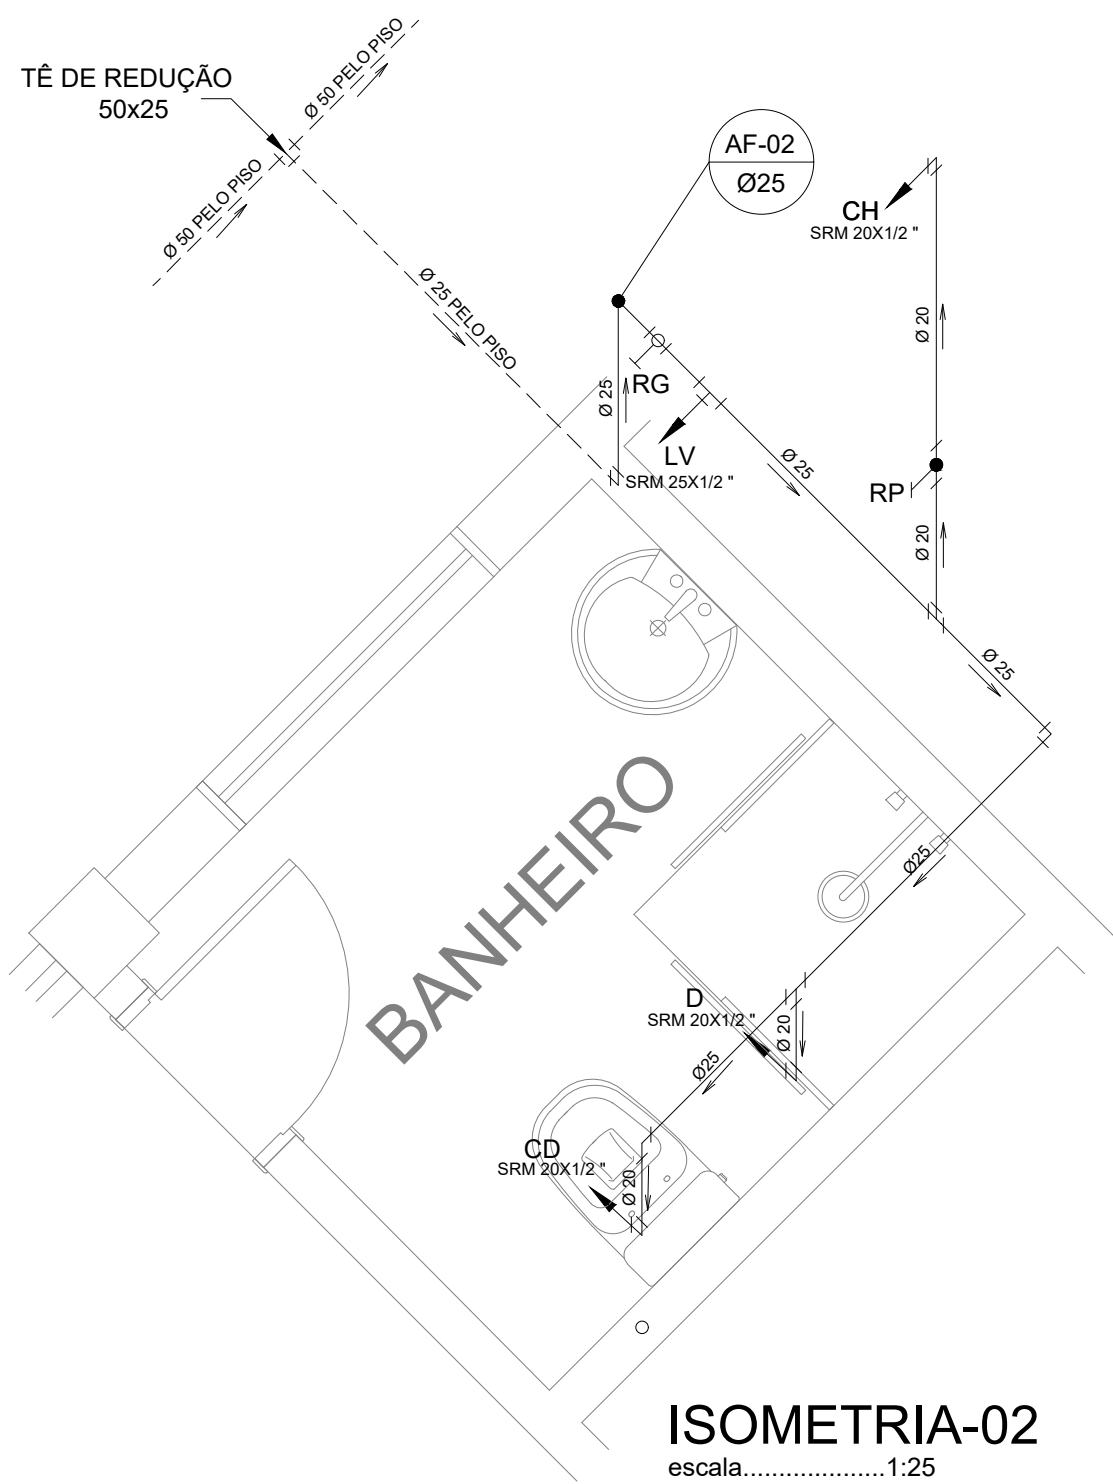 Ø 50 PELO PISO
TÊ DE REDUÇÃO
50x25
Ø 50 PELO PISO
AF-02
Ø25
CH
SRM 20X1/2 "
Ø 25 PELO PISO
Ø 20
Ø 25
RG
LV
SRM 25X1/2 "
Ø 25
RP
Ø 20
Ø 25
BANHEIRO
Ø25
D
SRM 20X1/2 "
Ø 20
Ø25
CD
SRM 20X1/2 "
Ø 20
ISOMETRIA-02
escala....................1:25